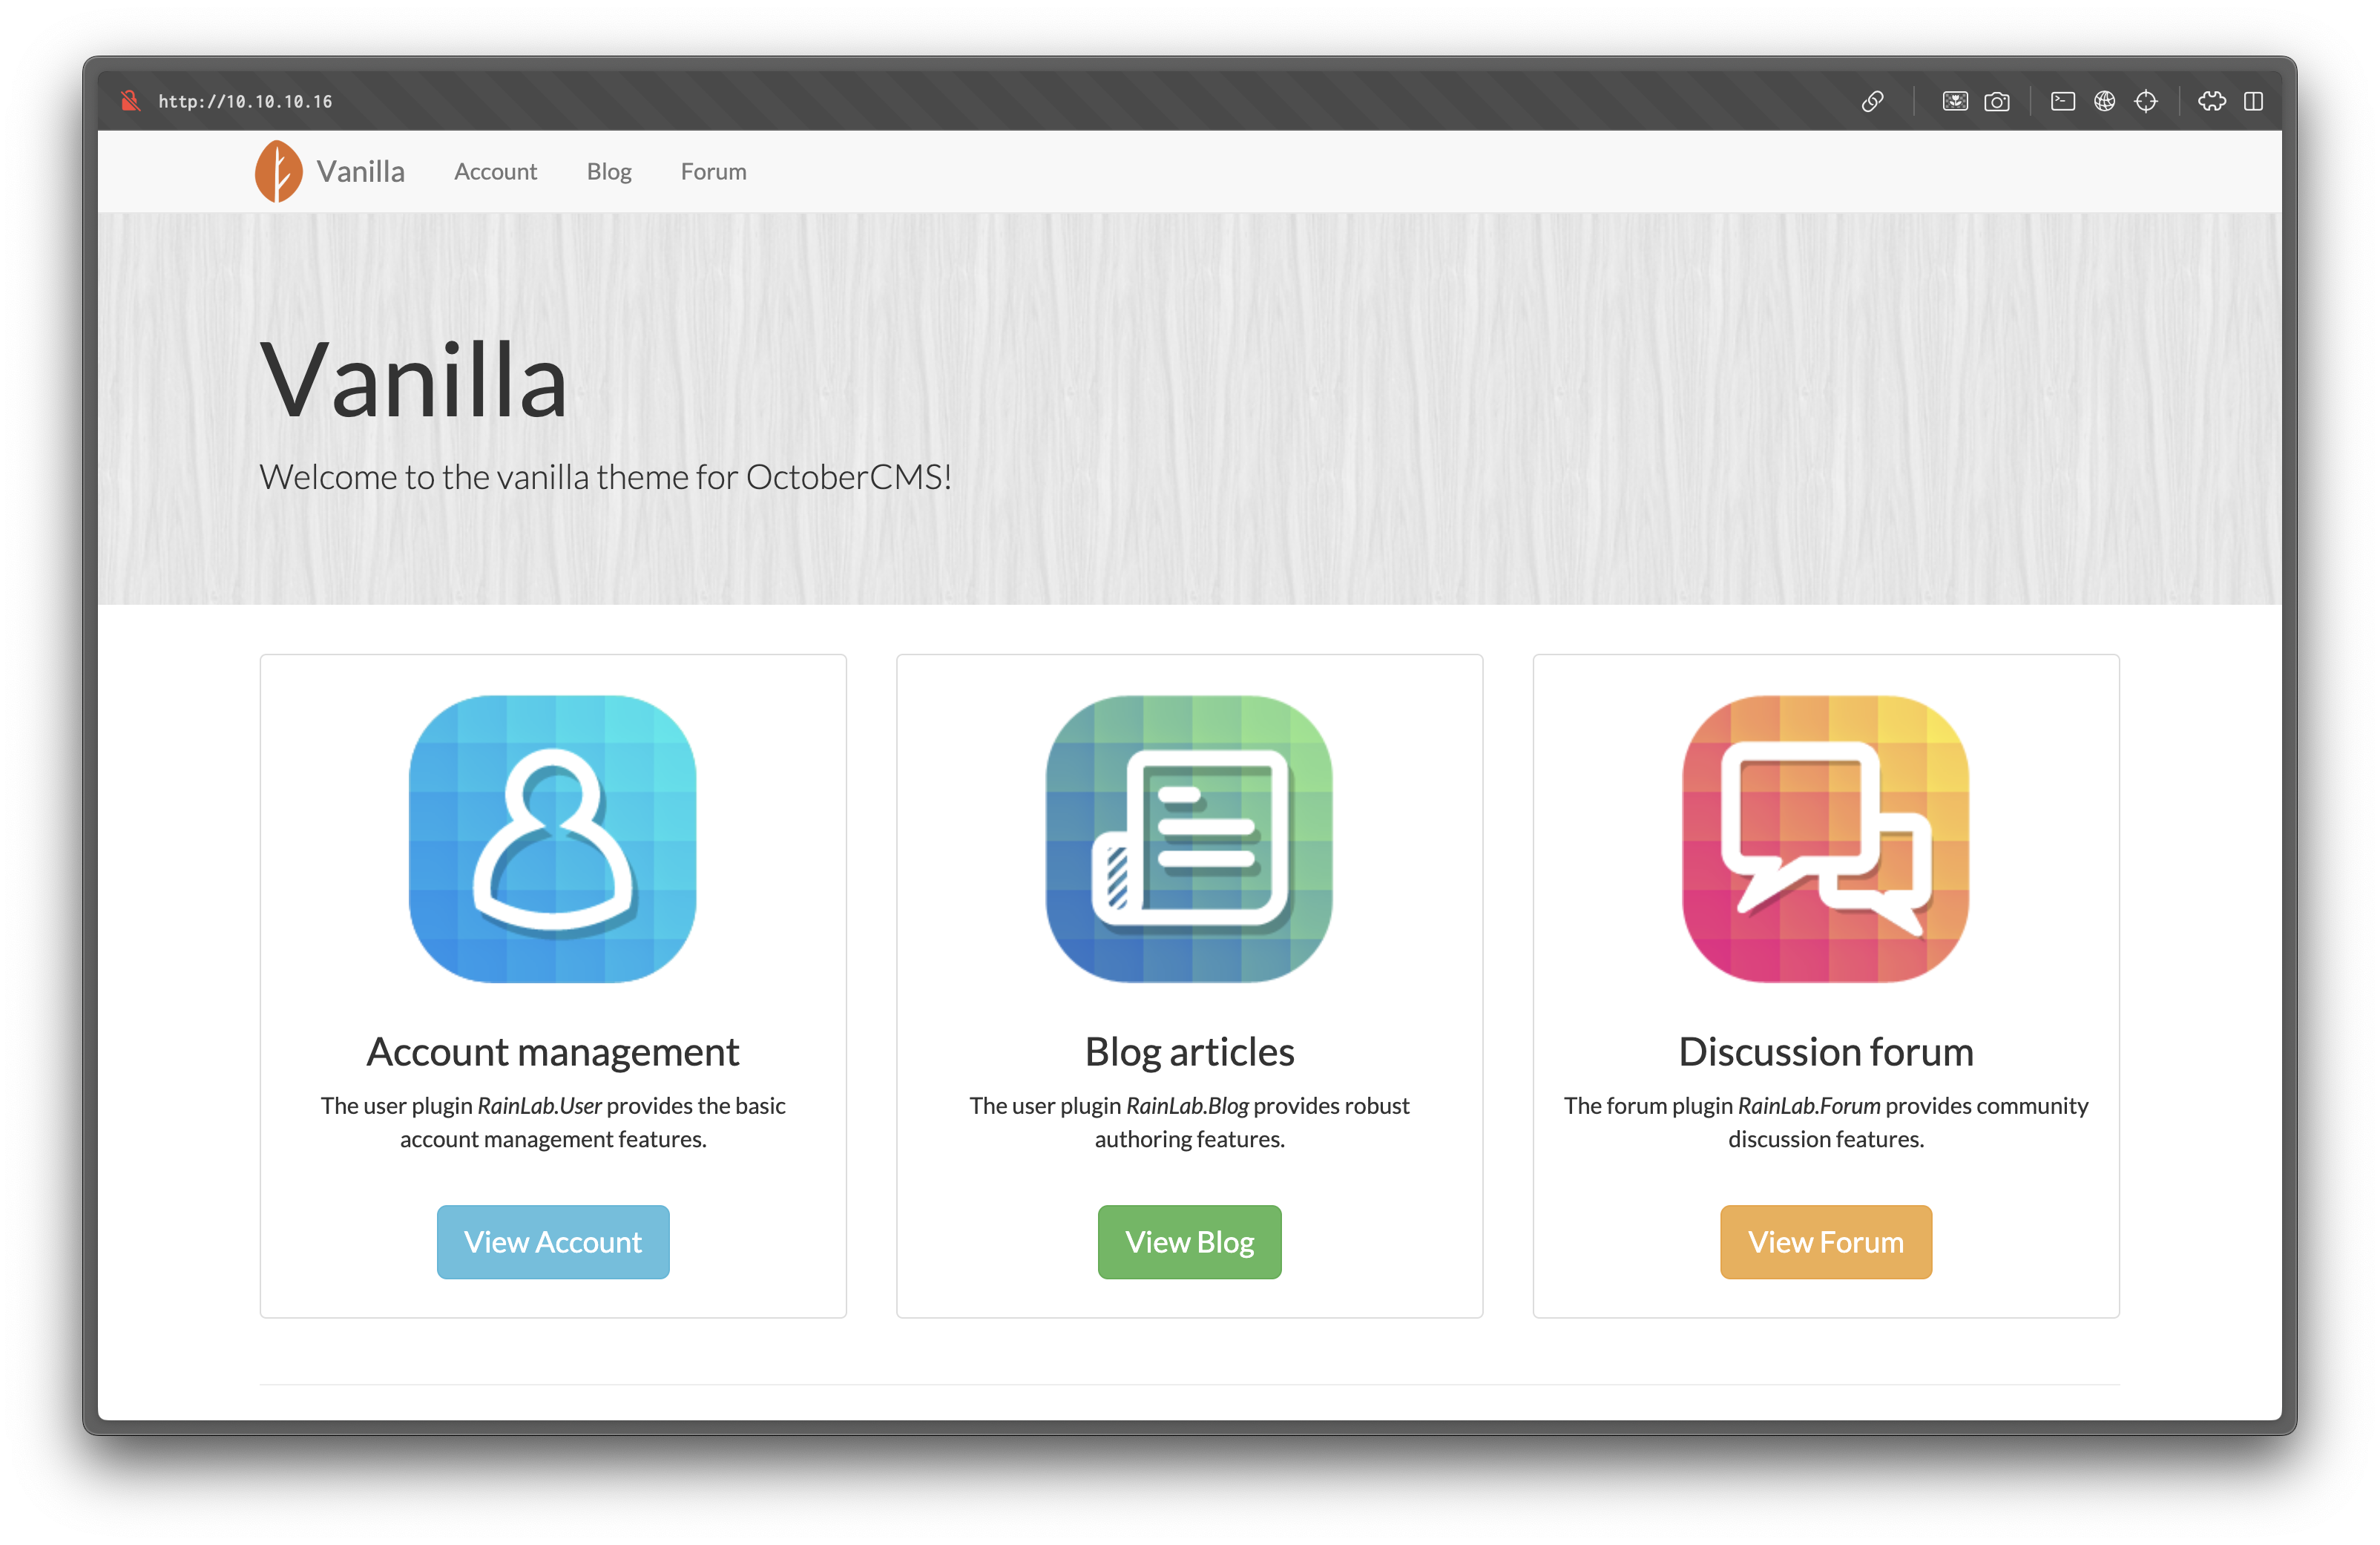 http://10.10.10.16
Vanilla Account Blog Forum
Vanilla
Welcome to the vanilla theme for OctoberCMS!
Account management
The user plugin RainLab.User provides the basic
account management features.
View Account
Blog articles
The user plugin RainLab.Blog provides robust
authoring features.
View Blog
Discussion forum
The forum plugin RainLab.Forum provides community
discussion features.
View Forum